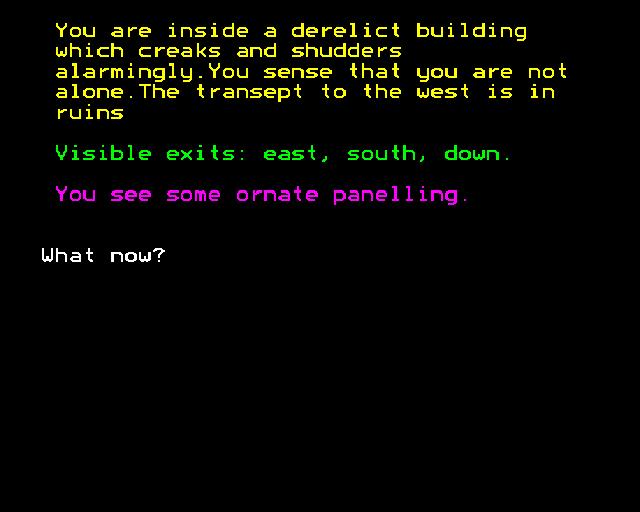 You are inside a derelict building
which creaks and shudders
alarmingly.You sense that you are not
alone.The transept to the west is in
ruins
Visible exits: east, south, down.
You see some ornate panelling.
What now?